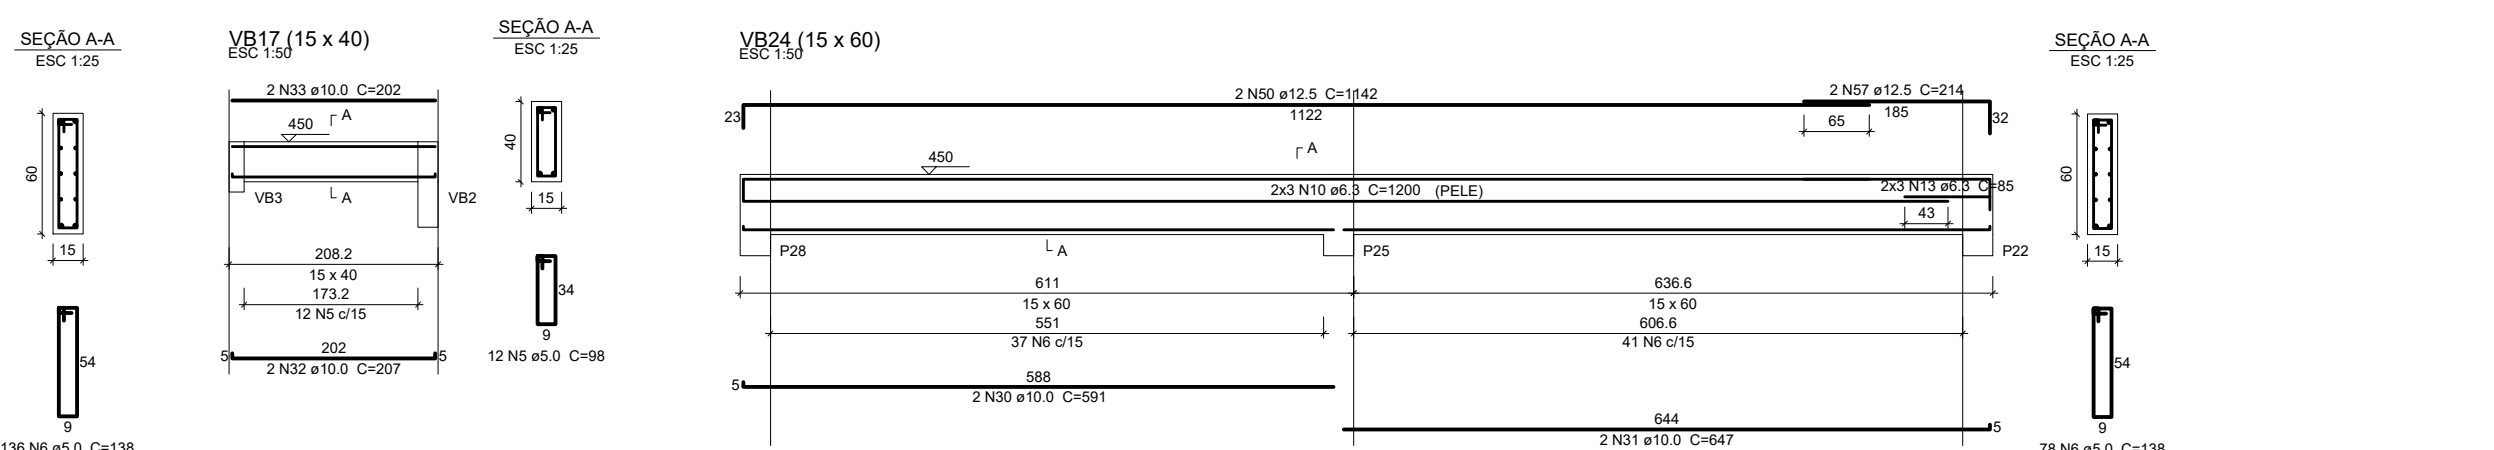 SEÇÃO A-A
ESC 1:25
60
15
54
9
136 N6 ø5.0 C=138
VB17 (15 x 40)
ESC 1:50
2 N33 ø10.0 C=202
A
450
VB3
A
VB2
208.2
15 x 40
173.2
12 N5 c/15
5
202
5
2 N32 ø10.0 C=207
SEÇÃO A-A
ESC 1:25
40
15
34
9
12 N5 ø5.0 C=98
VB24 (15 x 60)
ESC 1:50
2 N50 ø12.5 C=1142
2 N57 ø12.5 C=214
23
1122
185
32
65
A
450
2x3 N10 ø6.3 C=1200 (PELE)
2x3 N13 ø6.3 C=85
43
P28
A
P25
P22
611
636.6
15 x 60
15 x 60
551
606.6
37 N6 c/15
41 N6 c/15
5
588
2 N30 ø10.0 C=591
644
5
2 N31 ø10.0 C=647
SEÇÃO A-A
ESC 1:25
60
15
54
9
78 N6 ø5.0 C=138